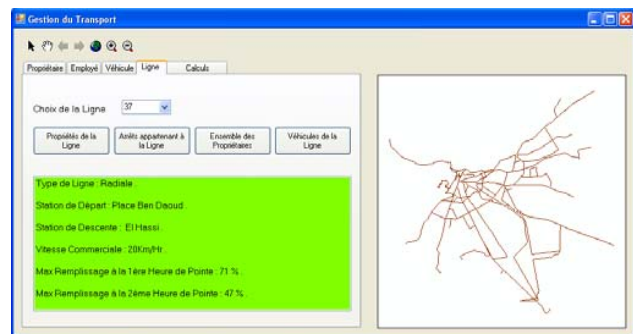 Gestion du Transport
Propriétaire Employé Véhicule Ligne Calculs
Choix de la Ligne 37
Propriétés de la Ligne
Arrêts appartenant à la Ligne
Ensemble des Propriétaires
Véhicules de la Ligne
Type de Ligne : Radiale .
Station de Départ : Place Ben Daoud .
Station de Descente : El Hassi .
Vitesse Commerciale : 20Km/Hr .
Max Remplissage à la 1ère Heure de Pointe : 71 % .
Max Remplissage à la 2ème Heure de Pointe : 47 % .